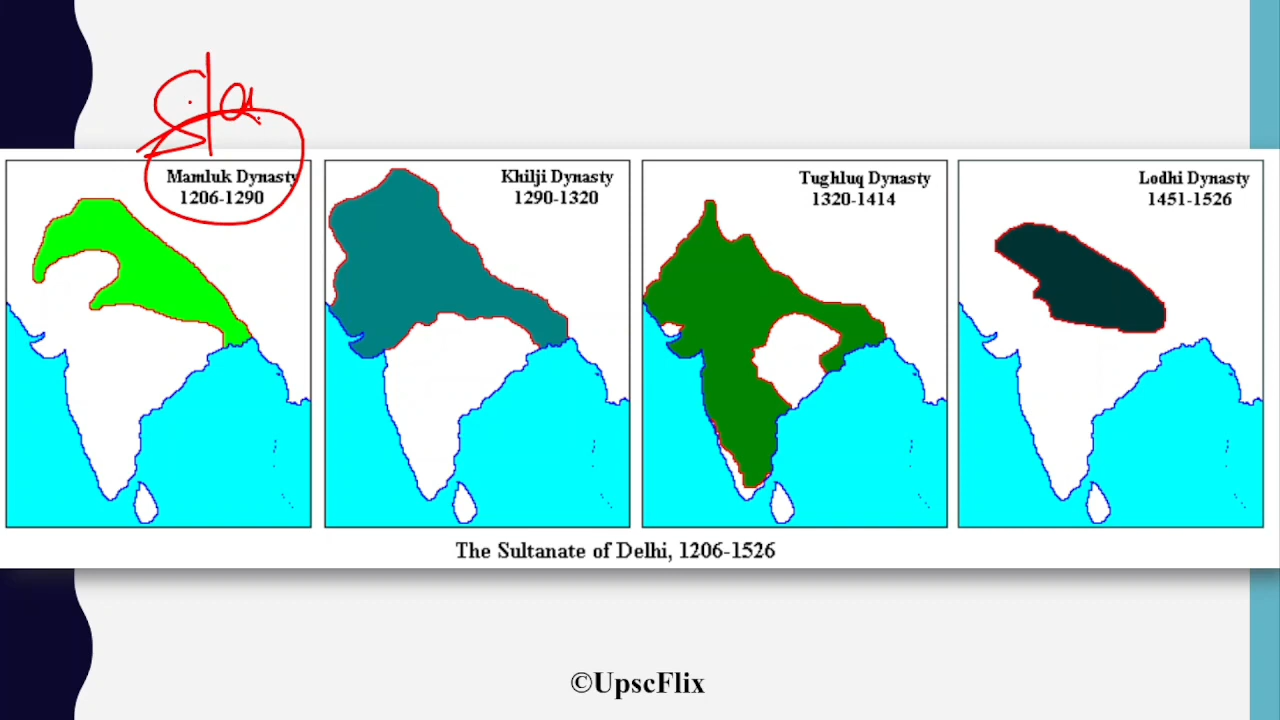 Sla
Mamluk Dynasty
1206-1290
Khilji Dynasty
1290-1320
Tughluq Dynasty
1320-1414
Lodhi Dynasty
1451-1526
The Sultanate of Delhi, 1206-1526
©UpscFlix